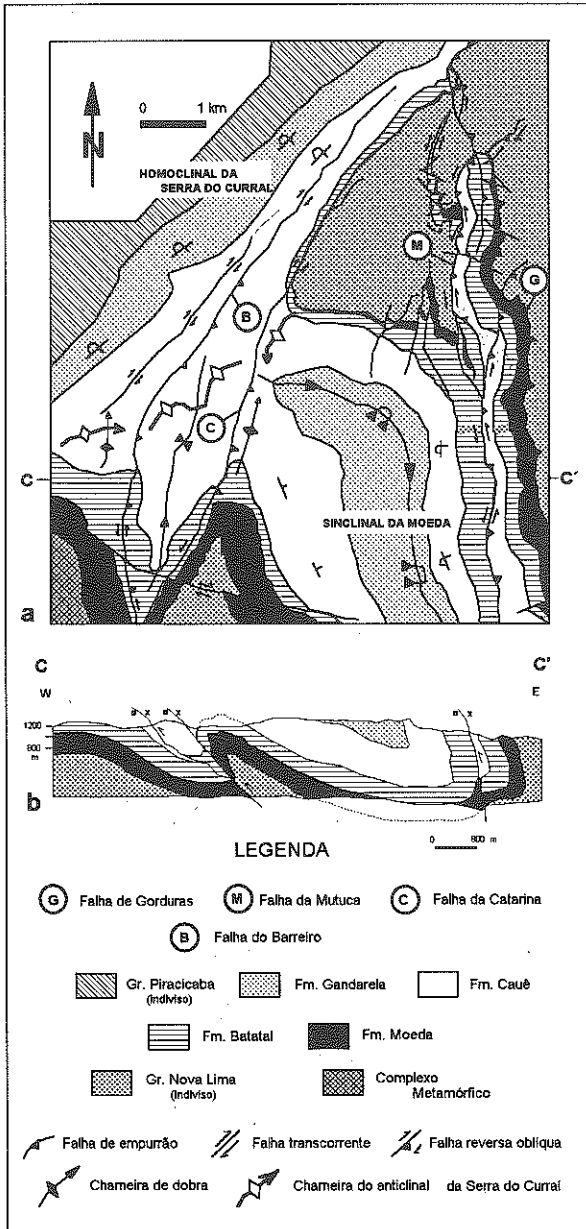 N
0 1 km
HOMOCLINAL DA
SERRA DO CURRAL
M
G
B
C
C C'
SINCLINAL DA MOEDA
a
C C'
W E
1200
800
m
b
0 800 m
LEGENDA
G Falha de Gorduras M Falha da Mutuca C Falha da Catarina
B Falha do Barreiro
Gr. Piracicaba Fm. Gandarela Fm. Cauê
(indiviso)
Fm. Batatal Fm. Moeda
Gr. Nova Lima Complexo
(indiviso) Metamórfico
Falha de empurrão Falha transcorrente Falha reversa oblíqua
Charneira de dobra Charneira do anticlinal da Serra do Curral